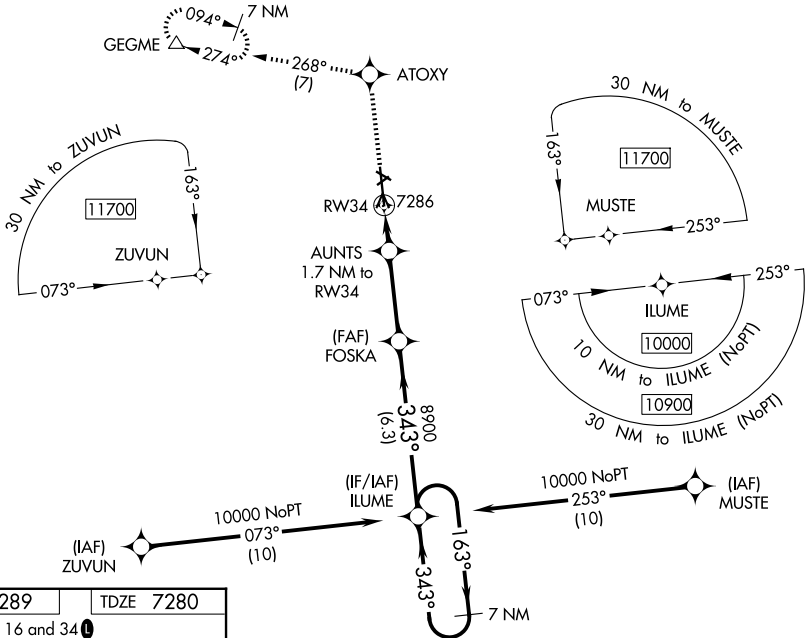 094°
7 NM
GEGME
274°
268°
(7)
ATOXY
30 NM to ZUVUN
163°
11700
ZUVUN
073°
30 NM to MUSTE
163°
11700
MUSTE
253°
RW34
7286
AUNTS
1.7 NM to
RW34
073°
253°
ILUME
10000
10 NM to ILUME (NoPT)
10900
30 NM to ILUME (NoPT)
(FAF)
FOSKA
343°
8900
(6.3)
(IF/IAF)
ILUME
10000 NoPT
073°
(10)
(IAF)
ZUVUN
10000 NoPT
253°
(10)
(IAF)
MUSTE
163°
343°
7 NM
289
TDZE 7280
16 and 34 L